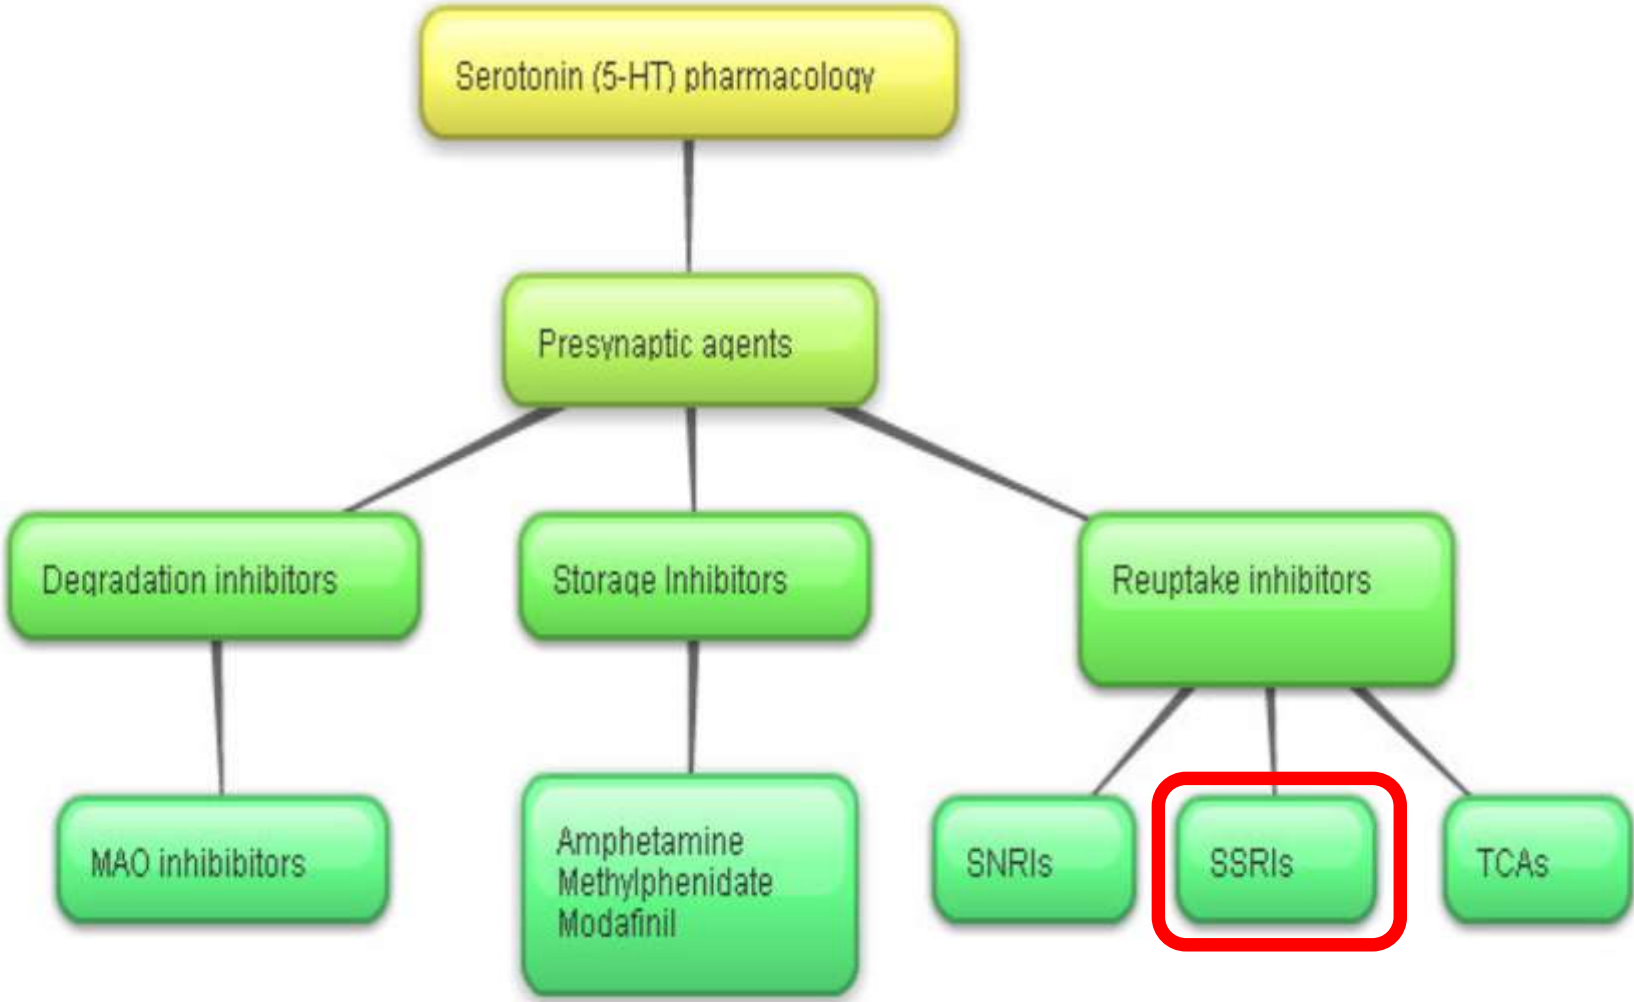 Serotonin (5-HT) pharmacology
Presynaptic agents
Degradation inhibitors
Storage Inhibitors
Reuptake inhibitors
MAO inhibibitors
Amphetamine
Methylphenidate
Modafinil
SNRIs
SSRIs
TCAs